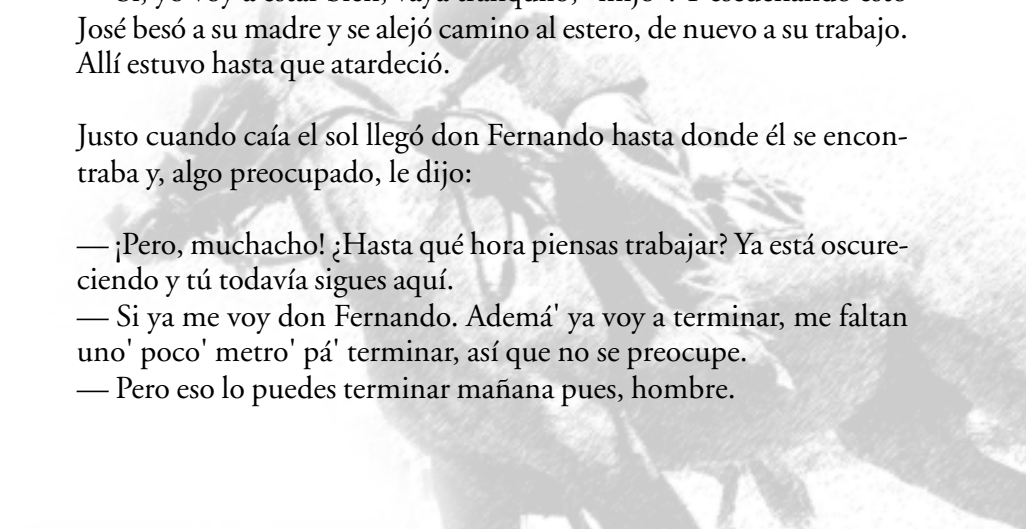 José besó a su madre y se alejó camino al estero, de nuevo a su trabajo.
Allí estuvo hasta que atardeció.
Justo cuando caía el sol llegó don Fernando hasta donde él se encon-
traba y, algo preocupado, le dijo:
— ¡Pero, muchacho! ¿Hasta qué hora piensas trabajar? Ya está oscure-
ciendo y tú todavía sigues aquí.
— Si ya me voy don Fernando. Ademá' ya voy a terminar, me faltan
uno' poco' metro' pá' terminar, así que no se preocupe.
— Pero eso lo puedes terminar mañana pues, hombre.